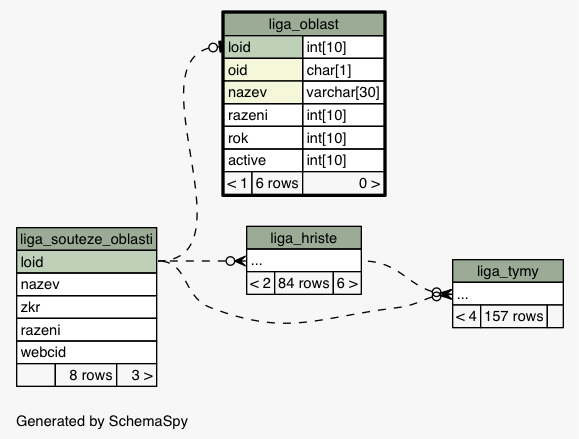 liga_oblast
loid int[10]
oid char[1]
nazev varchar[30]
razeni int[10]
rok int[10]
active int[10]
< 1 6 rows 0 >
liga_souteze_oblasti
loid
nazev
zkr
razeni
webcid
8 rows 3 >
liga_hriste
...
< 2 84 rows 6 >
liga_tymy
...
< 4 157 rows
Generated by SchemaSpy